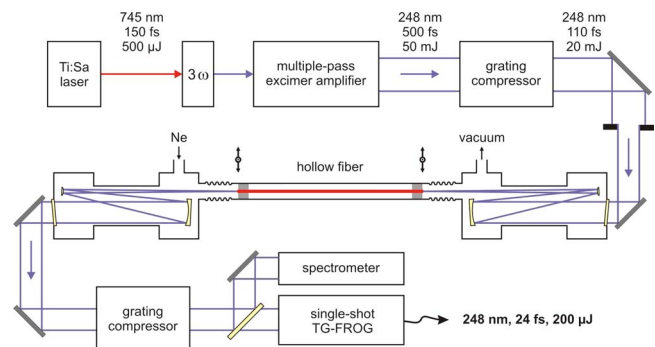 745 nm
150 fs
500 µJ
248 nm
500 fs
50 mJ
248 nm
110 fs
20 mJ
Ti:Sa
laser
3 ω
multiple-pass
excimer amplifier
grating
compressor
Ne
hollow fiber
vacuum
grating
compressor
spectrometer
single-shot
TG-FROG
248 nm, 24 fs, 200 µJ